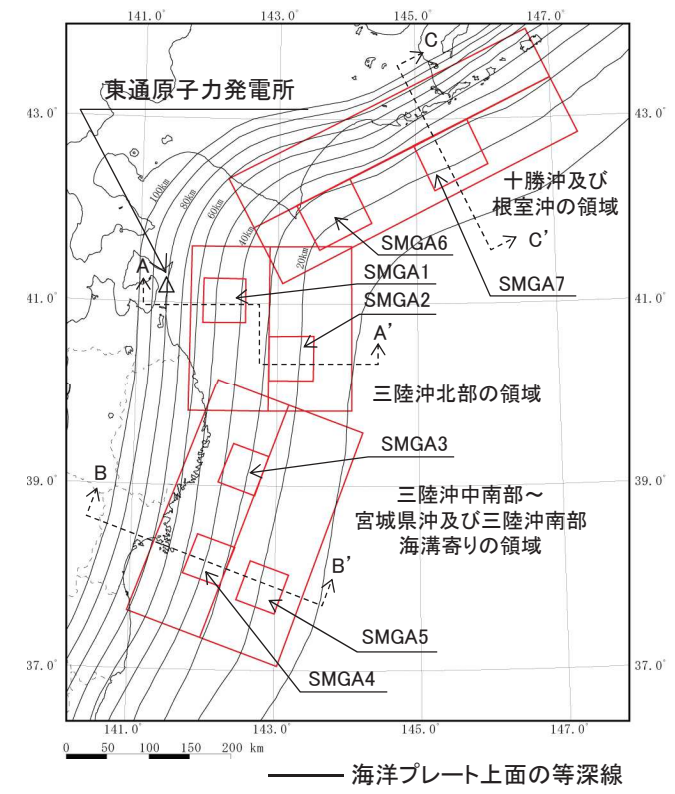 141.0° 143.0° 145.0° 147.0°
C
東通原子力発電所
43.0° 43.0°
100km
80km
60km
40km
20km
十勝沖及び
根室沖の領域
C'
SMGA6
SMGA1
SMGA7
A
41.0° 41.0°
SMGA2
A'
三陸沖北部の領域
SMGA3
39.0° 39.0°
B
三陸沖中南部～
宮城県沖及び三陸沖南部
海溝寄りの領域
B'
SMGA5
37.0° 37.0°
SMGA4
141.0° 143.0° 145.0° 147.0°
0 50 100 150 200 km
海洋プレート上面の等深線